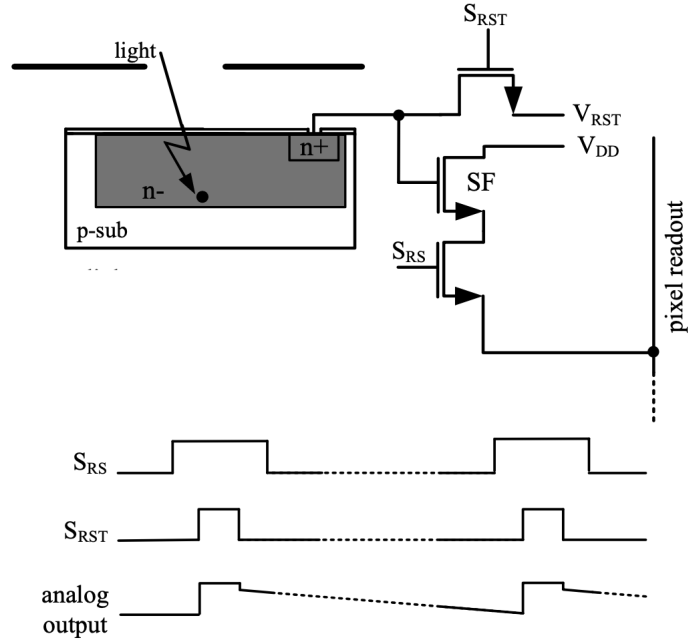 S_RST
light
V_RST
V_DD
n+
SF
n-
p-sub
S_RS
pixel readout
S_RS
S_RST
analog
output